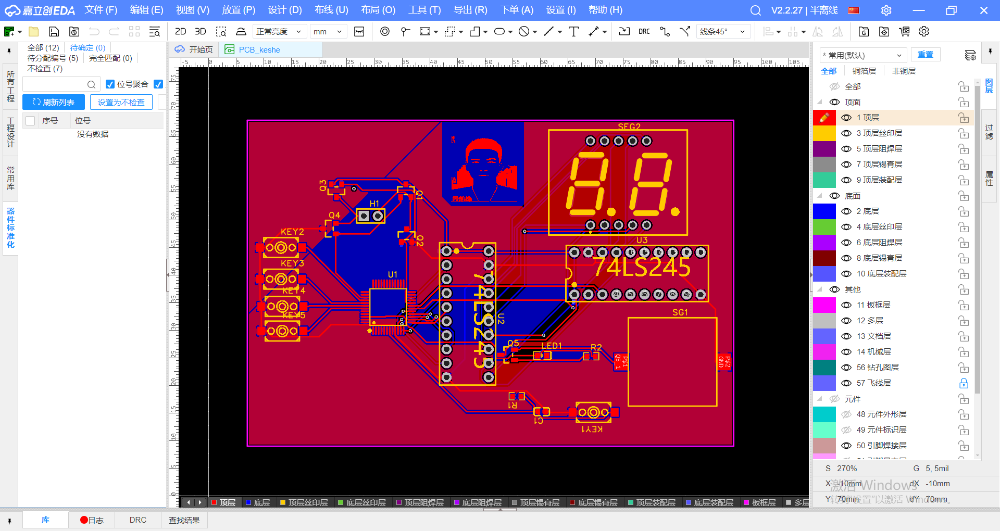 嘉立创EDA 文件 (F) 编辑 (E) 视图 (V) 放置 (P) 设计 (D) 布线 (U) 布局 (O) 工具 (T) 导出 (R) 下单 (A) 设置 (I) 帮助 (H) V2.2.27 | 半离线
2D 3D 正常亮度 mm DRC 线条45°
全部 (12) 待确定 (0)
待分配编号 (5) 完全匹配 (0)
不检查 (7)
位号聚合
刷新列表 设置为不检查
序号 位号
没有数据
所有工程
工程设计
常用库
器件标准化
开始页 PCB_keshe
-5 0 5 10 15 20 25 30 35 40 45 50 55 60 65 70 75 80 85 90 95 100 105
75
70
65
60
55
50
45
40
35
30
25
20
15
10
5
0
SEG2
Q3
Q1
H1
Q4
KEY2
Q2
U3
74LS245
KEY3
U1
KEY4
KEY5
74LS245
U2
SG1
Q5
LED1
R2
Q5_1
P$1
P$2
GND
R1
C1
KEY1
* 常用(默认) 重置
全部 铜箔层 非铜层
全部
顶面
1 顶层
3 顶层丝印层
5 顶层阻焊层
7 顶层锡膏层
9 顶层装配层
底面
2 底层
4 底层丝印层
6 底层阻焊层
8 底层锡膏层
10 底层装配层
其他
11 板框层
12 多层
13 文档层
14 机械层
56 钻孔图层
57 飞线层
元件
48 元件外形层
49 元件标识层
50 引脚焊接层
图层
过滤
属性
S 270% G 5, 5mil
X -10mm dX -10mm
Y 70mm dY 70mm
激活 Windows
转到"设置"以激活 Windows。
顶层 底层 顶层丝印层 底层丝印层 顶层阻焊层 底层阻焊层 顶层锡膏层 底层锡膏层 顶层装配层 底层装配层 板框层 多层
库 日志 DRC 查找结果